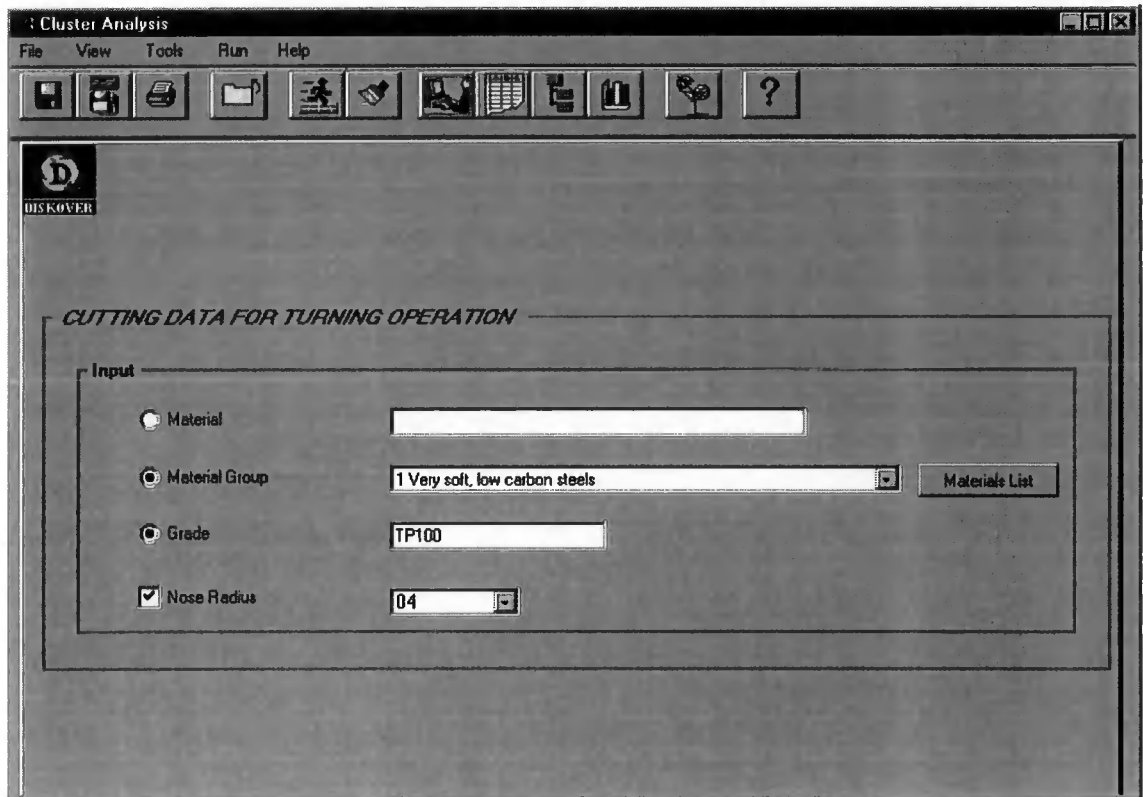 Cluster Analysis
File View Tools Run Help
?
D
DISKOVER
CUTTING DATA FOR TURNING OPERATION
Input
Material
Material Group
1 Very soft, low carbon steels
Materials List
Grade
TP100
Nose Radius
04